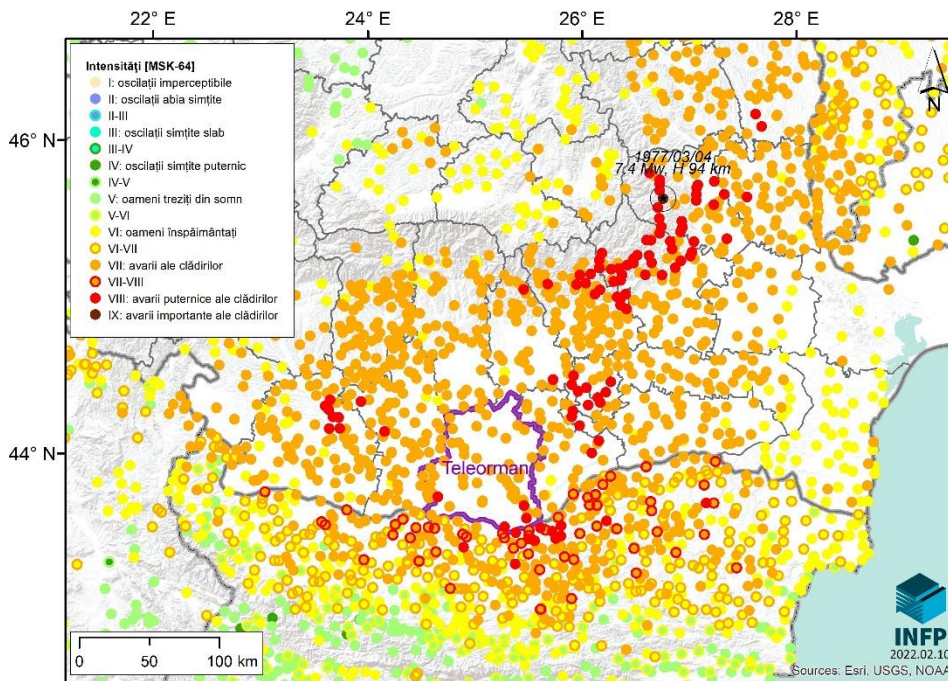 22° E 24° E 26° E 28° E
Intensități [MSK-64]
I: oscilații imperceptibile
II: oscilații abia simțite
II-III
III: oscilații simțite slab
III-IV
IV: oscilații simțite puternic
IV-V
V: oameni treziți din somn
V-VI
VI: oameni înspăimântați
VI-VII
VII: avarii ale clădirilor
VII-VIII
VIII: avarii puternice ale clădirilor
IX: avarii importante ale clădirilor
N
46° N
1977/03/04
7.4 Mw, H 94 km
44° N
Teleorman
0 50 100 km
INFP
2022.02.10
Sources: Esri, USGS, NOAA